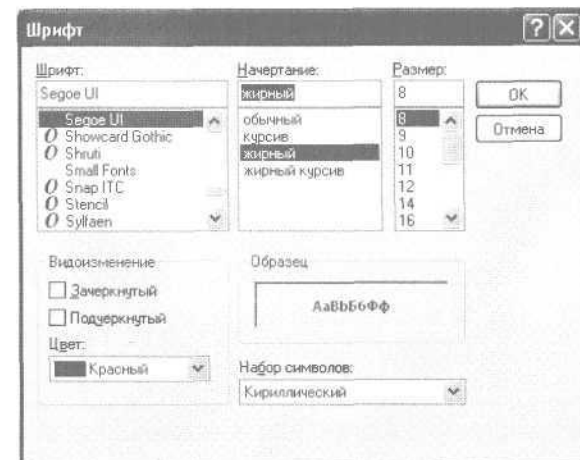 Шрифт
Шрифт:
Segoe UI
Segoe UI
Showcard Gothic
Shruti
Small Fonts
Snap ITC
Stencil
Sylfaen
Начертание:
жирный
обычный
курсив
жирный
жирный курсив
Размер:
8
8
9
10
11
12
14
16
OK
Отмена
Видоизменение
Зачеркнутый
Подчеркнутый
Цвет:
Красный
Образец
АаВbБбФф
Набор символов:
Кириллический